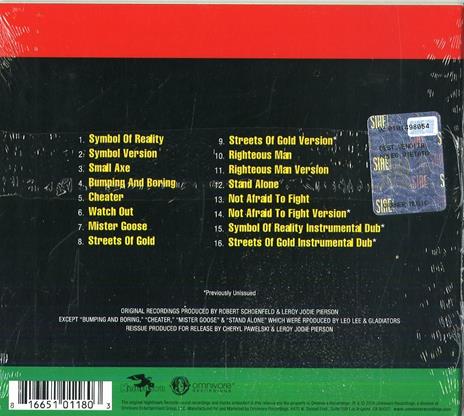 1. Symbol Of Reality
2. Symbol Version
3. Small Axe
4. Bumping And Boring
5. Cheater
6. Watch Out
7. Mister Goose
8. Streets Of Gold
9. Streets Of Gold Version*
10. Righteous Man
11. Righteous Man Version
12. Stand Alone
13. Not Afraid To Fight
14. Not Afraid To Fight Version*
15. Symbol Of Reality Instrumental Dub*
16. Streets Of Gold Instrumental Dub*
SIAE
*Previously Unissued
ORIGINAL RECORDINGS PRODUCED BY ROBERT SCHOENFELD & LEROY JODIE PIERSON
EXCEPT "BUMPING AND BORING," "CHEATER," "MISTER GOOSE" & "STAND ALONE" WHICH WERE RPODUCED BY LEO LEE & GLADIATORS
REISSUE PRODUCED FOR RELEASE BY CHERYL PAWELSKI & LEROY JODIE PIERSON
omnivore
RECORDINGS
8 16651 01180 3